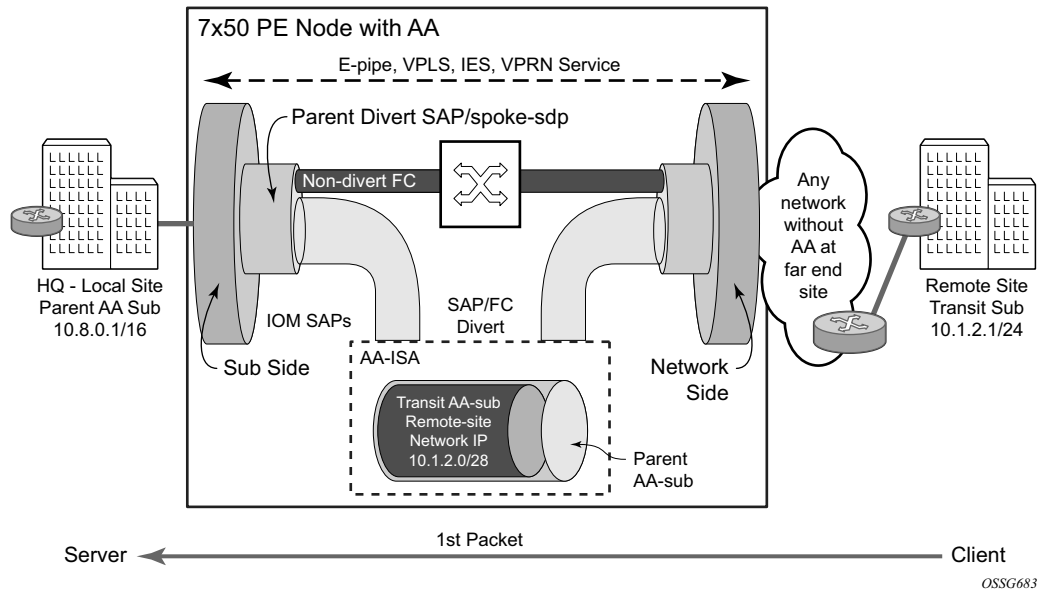 7x50 PE Node with AA
E-pipe, VPLS, IES, VPRN Service
Parent Divert SAP/spoke-sdp
Non-divert FC
Any
network
without
AA at
far end
site
HQ - Local Site
Parent AA Sub
10.8.0.1/16
Remote Site
Transit Sub
10.1.2.1/24
IOM SAPs
SAP/FC
Divert
Sub Side
AA-ISA
Network
Side
Transit AA-sub
Remote-site
Network IP
10.1.2.0/28
Parent
AA-sub
1st Packet
Server
Client
OSSG683